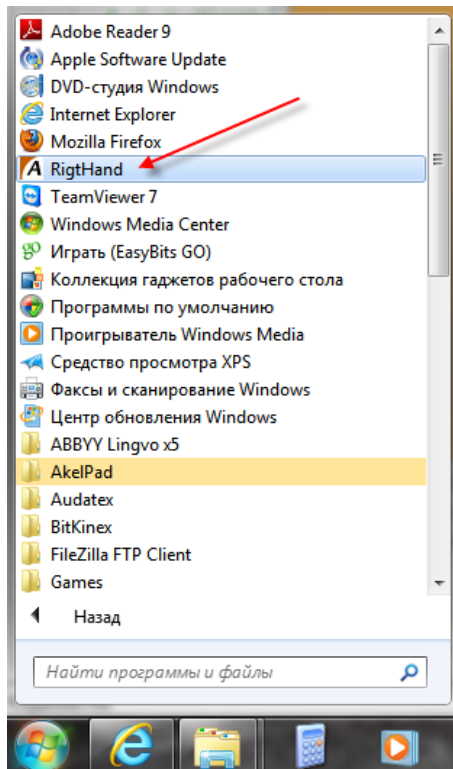 Adobe Reader 9
Apple Software Update
DVD-студия Windows
Internet Explorer
Mozilla Firefox
RigtHand
TeamViewer 7
Windows Media Center
Играть (EasyBits GO)
Коллекция гаджетов рабочего стола
Программы по умолчанию
Проигрыватель Windows Media
Средство просмотра XPS
Факсы и сканирование Windows
Центр обновления Windows
ABBYY Lingvo x5
AkelPad
Audatex
BitKinex
FileZilla FTP Client
Games
Назад
Найти программы и файлы